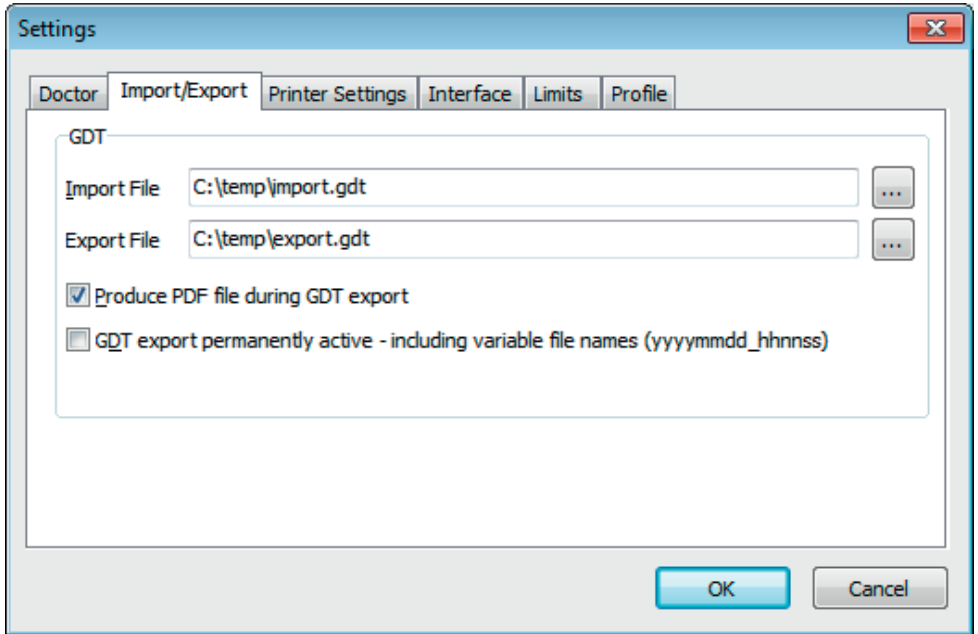 Settings
Doctor Import/Export Printer Settings Interface Limits Profile
GDT
Import File C:\temp\import.gdt ...
Export File C:\temp\export.gdt ...
Produce PDF file during GDT export
GDT export permanently active - including variable file names (yyyymmdd_hhnnss)
OK Cancel